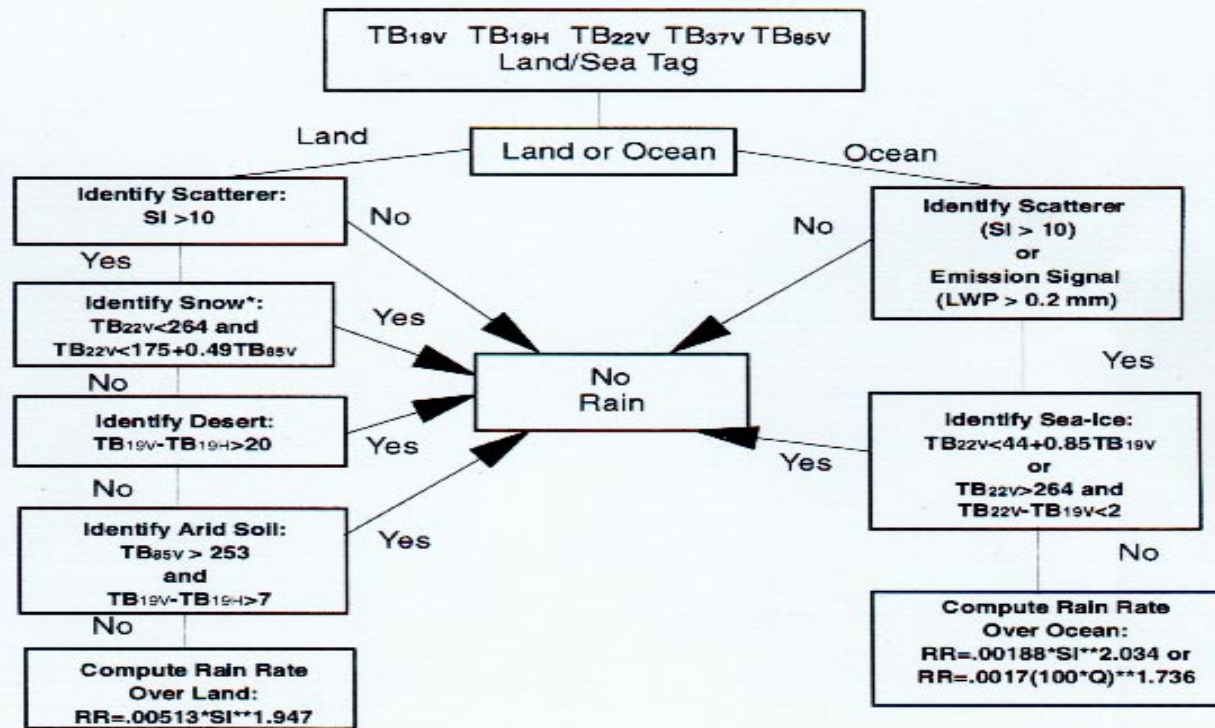 TB19V TB19H TB22V TB37V TB85V
Land/Sea Tag
Land
Land or Ocean
Ocean
Identify Scatterer:
SI >10
No
Yes
Identify Snow*:
TB22V<264 and
TB22V<175+0.49TB85V
Yes
No
Identify Desert:
TB19V-TB19H>20
Yes
No
Identify Arid Soil:
TB85V > 253
and
TB19V-TB19H>7
Yes
No
Compute Rain Rate
Over Land:
RR=.00513*SI**1.947
No
Rain
Identify Scatterer
(SI > 10)
or
Emission Signal
(LWP > 0.2 mm)
No
Yes
Identify Sea-Ice:
TB22V<44+0.85TB19V
or
TB22V>264 and
TB22V-TB19V<2
Yes
No
Compute Rain Rate
Over Ocean:
RR=.00188*SI**2.034 or
RR=.0017(100*Q)**1.736